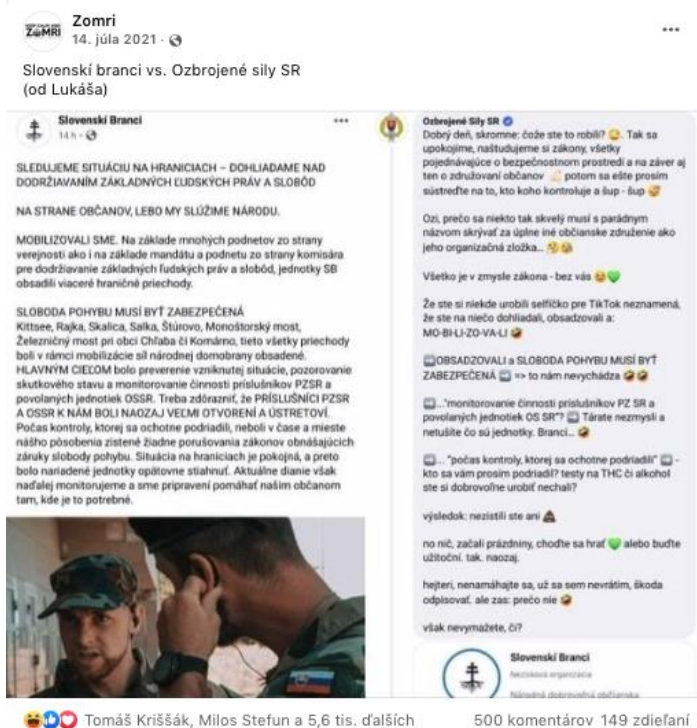 Zomri
14. júla 2021
ZOMRI
Slovenskí branci vs. Ozbrojené sily SR
(od Lukáša)
Slovenskí Branci
14 h
SLEDUJEME SITUÁCIU NA HRANICIACH – DOHLIADAME NAD
DODRŽIAVANÍM ZÁKLADNÝCH ĽUDSKÝCH PRÁV A SLOBÔD
NA STRANE OBČANOV, LEBO MY SLÚŽIME NÁRODU.
MOBILIZOVALI SME. Na základe mnohých podnetov zo strany
verejnosti ako i na základe mandátu a podnetu zo strany komisára
pre dodržiavanie základných ľudských práv a slobôd, jednotky SB
obsadili viaceré hraničné priechody.
SLOBODA POHYBU MUSÍ BYŤ ZABEZPEČENÁ
Kittsee, Rajka, Skalica, Salka, Štúrovo, Monoštorský most,
Železničný most pri obci Chľaba či Komárno, tieto všetky priechody
boli v rámci mobilizácie síl národnej domobrany obsadené.
HLAVNÝM CIEĽOM bolo preverenie vzniknutej situácie, pozorovanie
skutkového stavu a monitorovanie činnosti príslušníkov PZSR a
povolaných jednotiek OSSR. Treba zdôrazniť, že PRÍSLUŠNÍCI PZSR
A OSSR K NÁM BOLI NAOZAJ VEĽMI OTVORENÍ A ÚSTRETOVÍ.
Počas kontroly, ktorej sa ochotne podriadili, neboli v čase a mieste
nášho pôsobenia zistené žiadne porušovania zákonov obnášajúcich
záruky slobody pohybu. Situácia na hraniciach je pokojná, a preto
bolo nariadené jednotky opätovne stiahnuť. Aktuálne dianie však
naďalej monitorujeme a sme pripravení pomáhať našim občanom
tam, kde je to potrebné.
Ozbrojené Sily SR
Dobrý deň, skromne: čože ste to robili? 😅. Tak sa
upokojíme, naštudujeme si zákony, všetky
pojednávajúce o bezpečnostnom prostredí a na záver aj
ten o združovaní občanov 💪 potom sa ešte prosím
sústreďte na to, kto koho kontroluje a šup - šup 😅
Ozi, prečo sa niekto tak skvelý musí s parádnym
názvom skrývať za úplne iné občianske združenie ako
jeho organizačná zložka..
Všetko je v zmysle zákona - bez vás 💚
Že ste si niekde urobili selfíčko pre TikTok neznamená,
že ste na niečo dohliadali, obsadzovali a:
MO-BI-LI-ZO-VA-LI 🤣
➡️OBSADZOVALI a SLOBODA POHYBU MUSÍ BYŤ
ZABEZPEČENÁ ➡️ => to nám nevychádza 🤣🤣
➡️..."monitorovanie činnosti príslušníkov PZ SR a
povolaných jednotiek OS SR"? ➡️ Tárate nezmysly a
netušíte čo sú jednotky. Branci... 🤣
➡️... "počas kontroly, ktorej sa ochotne podriadili" ➡️ -
kto sa vám prosím podriadil? testy na THC či alkohol
ste si dobrovoľne urobiť nechali?
výsledok: nezistili ste ani 💩
no nič, začali prázdniny, choďte sa hrať 💚 alebo buďte
užitoční. tak. naozaj.
hejteri, nenamáhajte sa, už sa sem nevrátim, škoda
odpisovať. ale zas: prečo nie 🤣
však nevymažete, či?
Slovenskí Branci
Nezisková organizácia
Národná dobrovoľná občianska
Tomáš Kriššák, Milos Stefun a 5,6 tis. ďalších
500 komentárov 149 zdieľaní